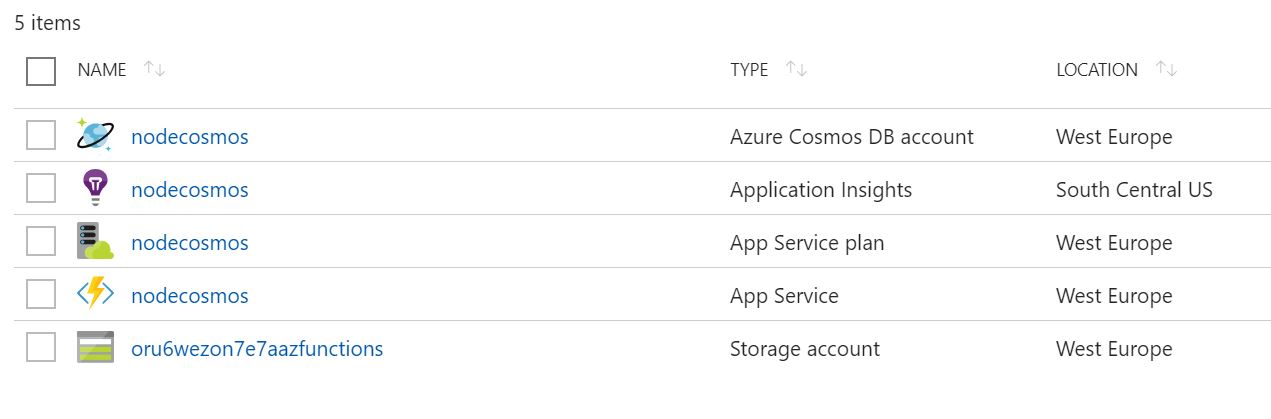 5 items
NAME TYPE LOCATION
nodecosmos Azure Cosmos DB account West Europe
nodecosmos Application Insights South Central US
nodecosmos App Service plan West Europe
nodecosmos App Service West Europe
oru6wezon7e7aazfunctions Storage account West Europe